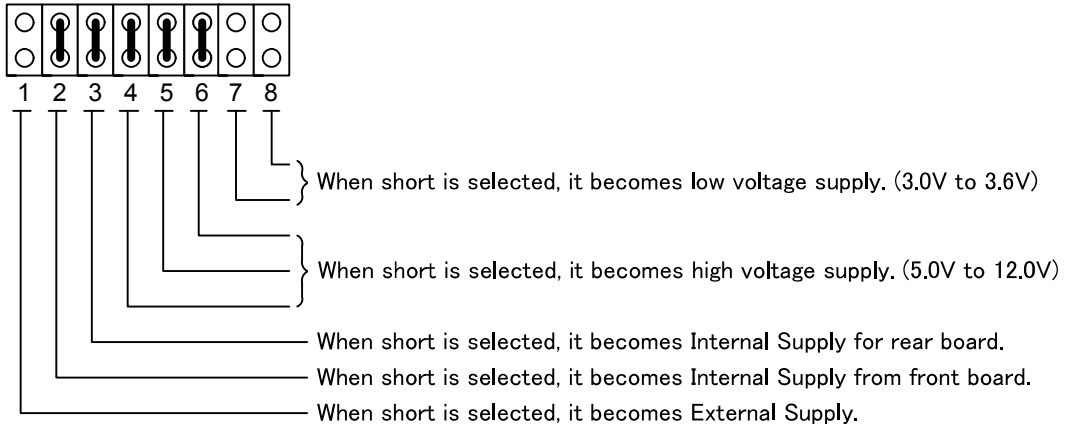 1 2 3 4 5 6 7 8
When short is selected, it becomes low voltage supply. (3.0V to 3.6V)
When short is selected, it becomes high voltage supply. (5.0V to 12.0V)
When short is selected, it becomes Internal Supply for rear board.
When short is selected, it becomes Internal Supply from front board.
When short is selected, it becomes External Supply.